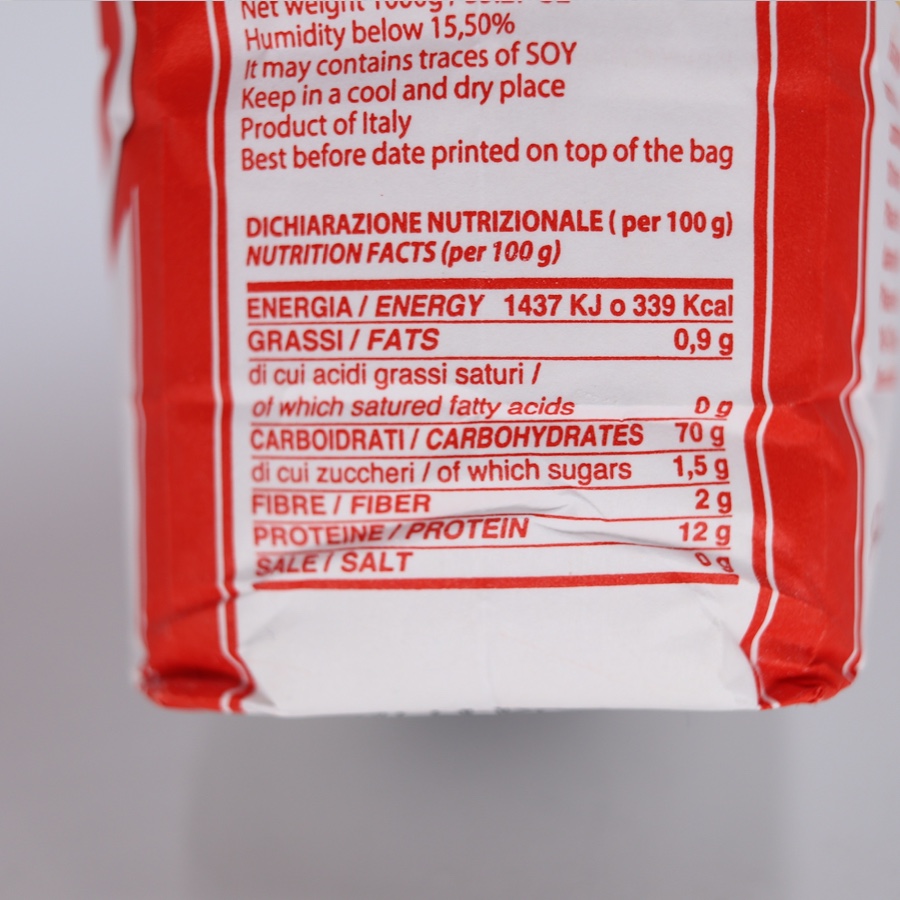 Net weight 1000g /
Humidity below 15,50%
It may contains traces of SOY
Keep in a cool and dry place
Product of Italy
Best before date printed on top of the bag
DICHIARAZIONE NUTRIZIONALE ( per 100 g)
NUTRITION FACTS (per 100 g)
ENERGIA / ENERGY 1437 KJ o 339 Kcal
GRASSI / FATS 0,9 g
di cui acidi grassi saturi /
of which satured fatty acids 0 g
CARBOIDRATI / CARBOHYDRATES 70 g
di cui zuccheri / of which sugars 1,5 g
FIBRE / FIBER 2 g
PROTEINE / PROTEIN 12 g
SALE / SALT 0 g